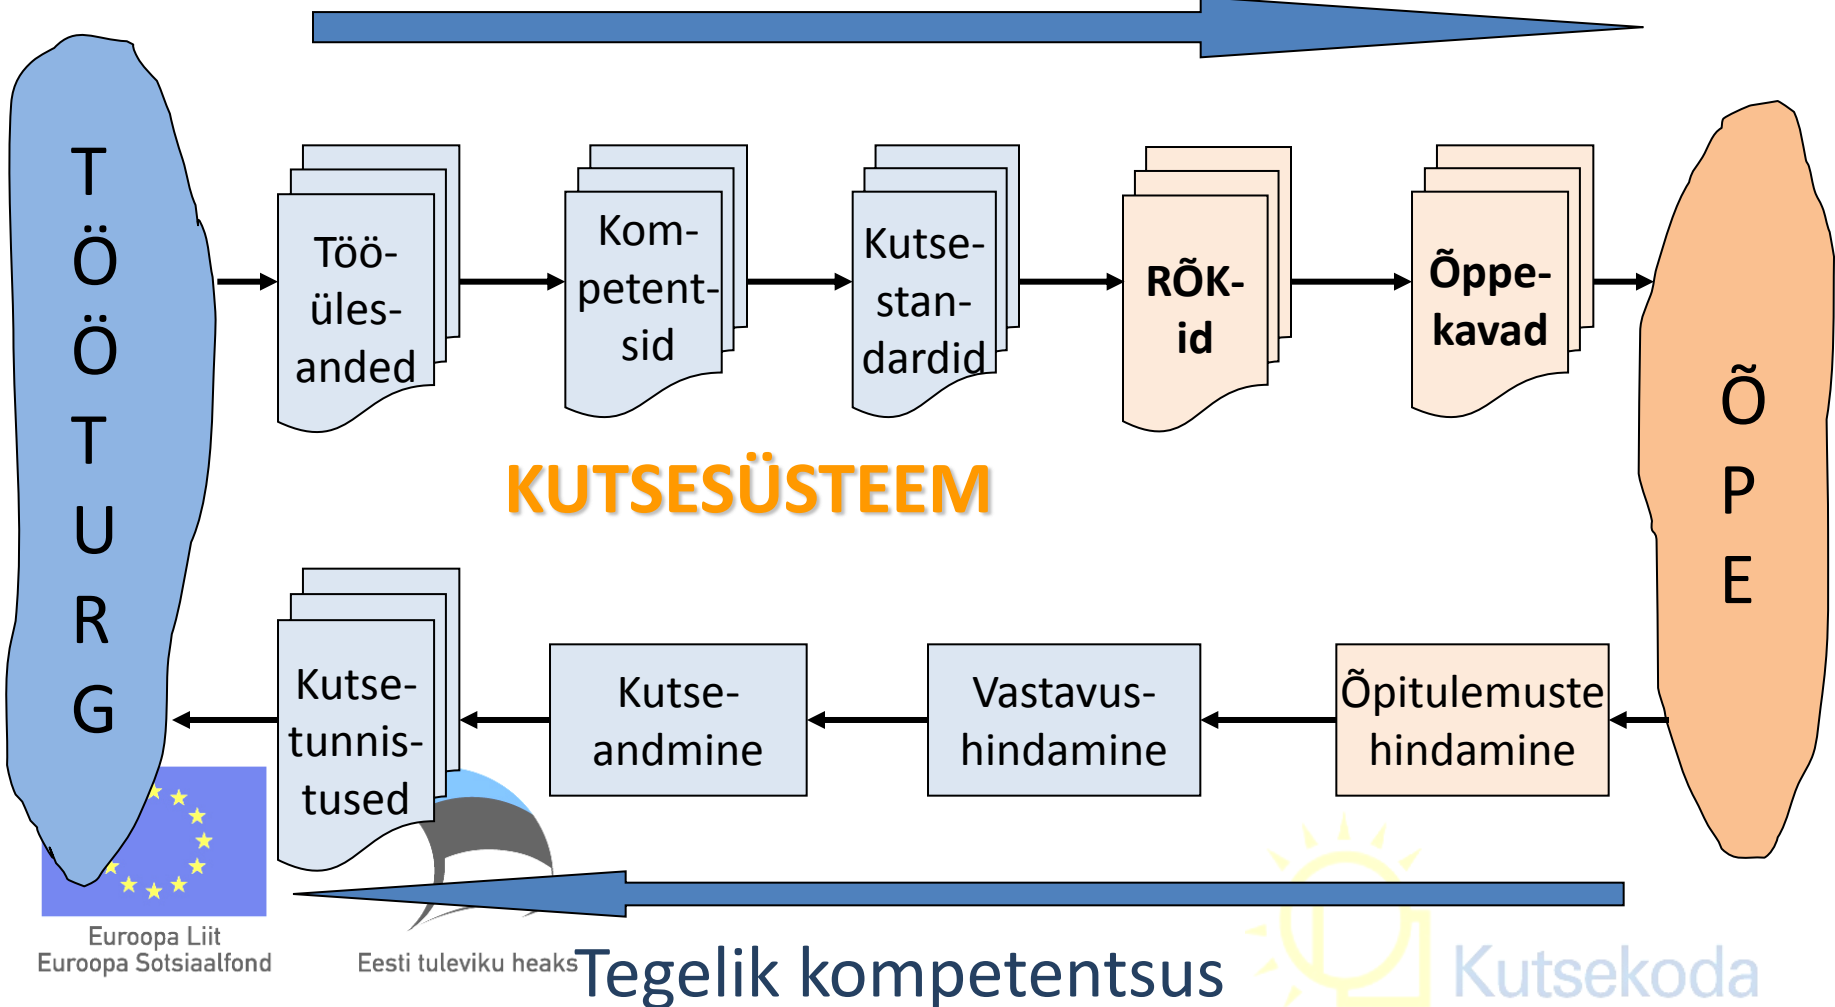 T
Ö
Ö
T
U
R
G
Töö-
üles-
anded
Kom-
petent-
sid
Kutse-
stan-
dardid
RÕK-
id
Õppe-
kavad
Õ
P
E
KUTSESÜSTEEM
Kutse-
tunnis-
tused
Kutse-
andmine
Vastavus-
hindamine
Õpitulemuste
hindamine
Euroopa Liit
Euroopa Sotsiaalfond
Eesti tuleviku heaks
Tegelik kompetentsus
Kutsekoda